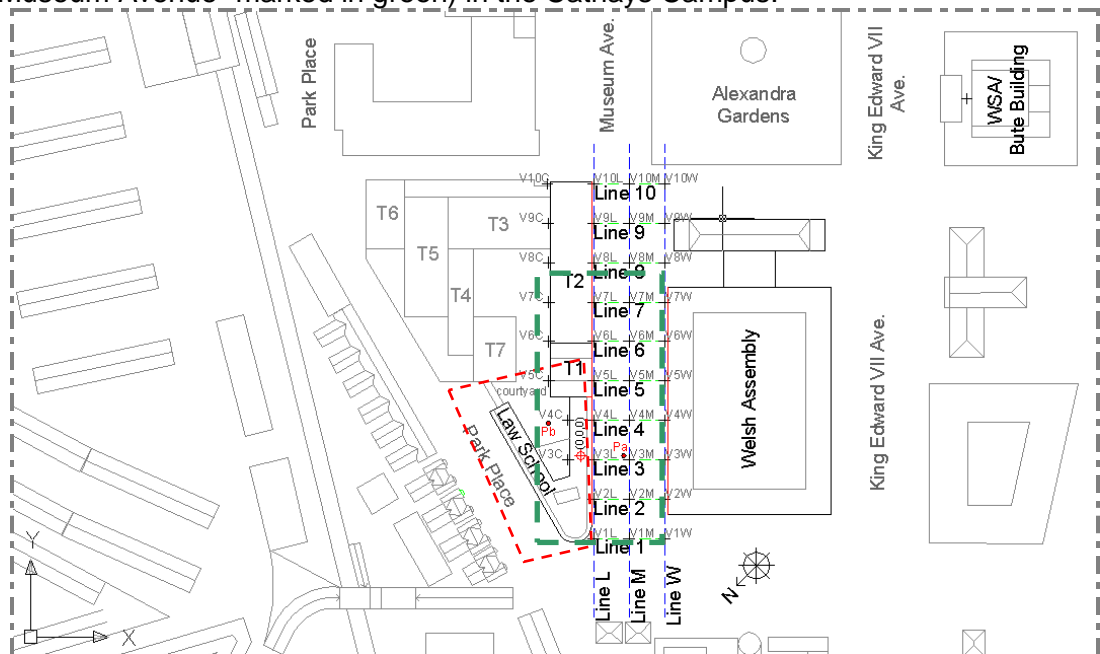 Museum Avenue- marked in green) in the Cathays Campus.
Park Place
Museum Ave.
Alexandra
Gardens
King Edward VII
Ave.
WSA/
Bute Building
V10C V10L V10M V10W
Line 10
T6
T3
V9C V9L V9M V9W
Line 9
T5
V8C V8L V8M V8W
Line 8
T2
T4
V7C V7L V7M V7W
Line 7
V6C V6L V6M V6W
Line 6
T7
T1
V5C V5L V5M V5W
courtyard
Line 5
V4C V4L V4M V4W
Line 4
Pb
(0,0,0)
Pa
V3C V3L V3M V3W
Line 3
Law School
Park Place
V2L V2M V2W
Line 2
V1L V1M V1W
Line 1
Welsh Assembly
King Edward VII Ave.
Line L
Line M
Line W
N
Y
X